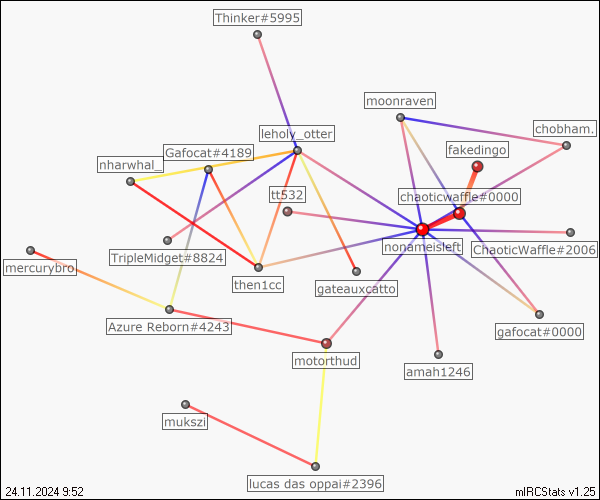 Thinker#5995
moonraven
leholy_otter
chobham.
Gafocat#4189
fakedingo
nharwhal_
tt532
chaoticwaffle#0000
nonameisleft
ChaoticWaffle#2006
TripleMidget#8824
mercurybro
then1cc
gateauxcatto
Azure Reborn#4243
gafocat#0000
motorthud
amah1246
mukszi
lucas das oppai#2396
24.11.2024 9:52
mIRCStats v1.25